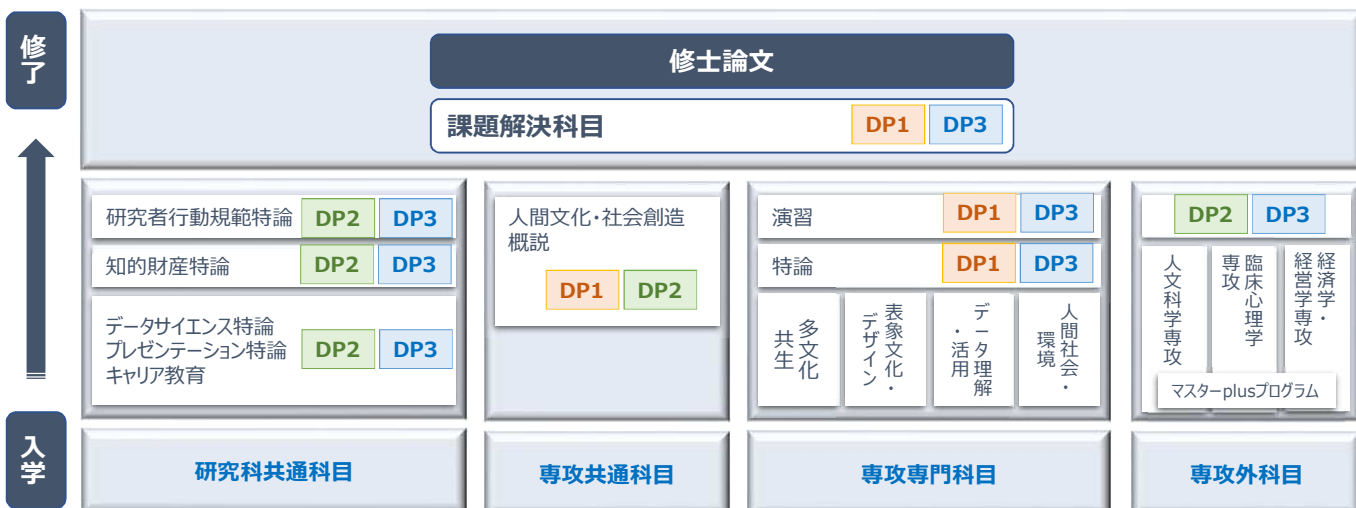 修了
修士論文
課題解決科目 DP1 DP3
研究者行動規範特論 DP2 DP3
知的財産特論 DP2 DP3
データサイエンス特論
プレゼンテーション特論 DP2 DP3
キャリア教育
人間文化・社会創造
概説
DP1 DP2
演習 DP1 DP3
特論 DP1 DP3
多文化
共生
表象文化・
デザイン
データ理解
・活用
人間社会・
環境
DP2 DP3
人文科学専攻
臨床心理学
専攻
経済学・
経営学専攻
マスターplusプログラム
入学
研究科共通科目
専攻共通科目
専攻専門科目
専攻外科目